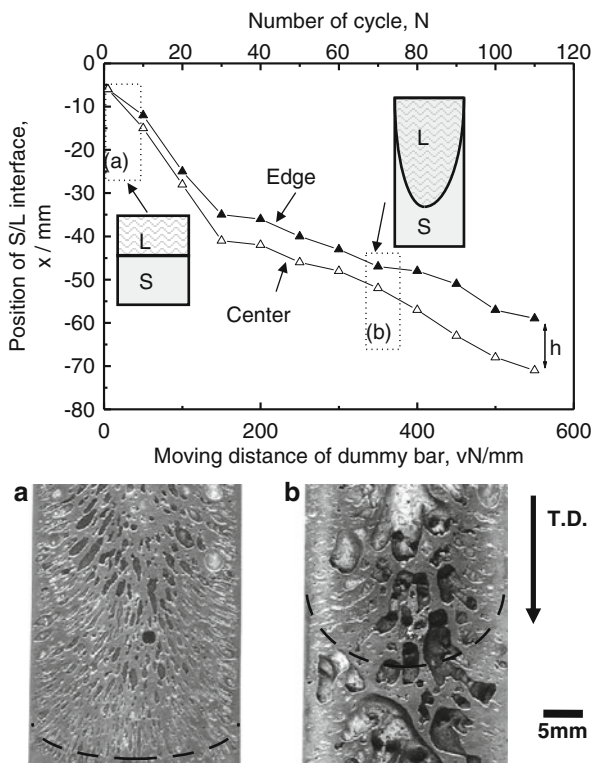 Number of cycle, N
0 20 40 60 80 100 120
0
-10
-20
-30
-40
-50
-60
-70
-80
Position of S/L interface,
x / mm
(a)
L
S
Edge
Center
L
S
(b)
h
0 200 400 600
Moving distance of dummy bar, vN/mm
a
b
T.D.
5mm